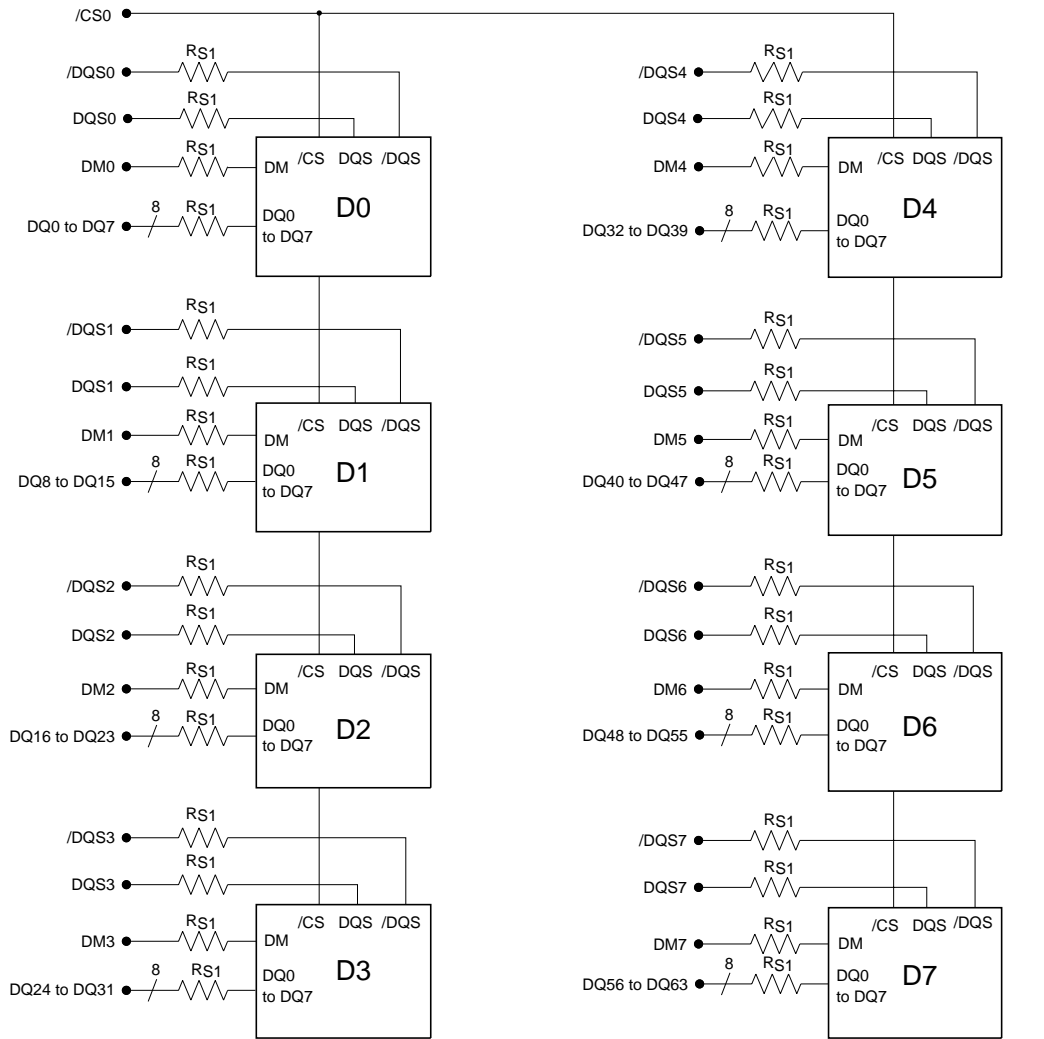 /CS0
RS1
/DQS0
RS1
DQS0
RS1
DM0
/CS DQS /DQS
DM
D0
8
RS1
DQ0 to DQ7
DQ0
to DQ7
RS1
/DQS1
RS1
DQS1
RS1
DM1
/CS DQS /DQS
DM
D1
8
RS1
DQ8 to DQ15
DQ0
to DQ7
RS1
/DQS2
RS1
DQS2
RS1
DM2
/CS DQS /DQS
DM
D2
8
RS1
DQ16 to DQ23
DQ0
to DQ7
RS1
/DQS3
RS1
DQS3
RS1
DM3
/CS DQS /DQS
DM
D3
8
RS1
DQ24 to DQ31
DQ0
to DQ7
RS1
/DQS4
RS1
DQS4
RS1
DM4
/CS DQS /DQS
DM
D4
8
RS1
DQ32 to DQ39
DQ0
to DQ7
RS1
/DQS5
RS1
DQS5
RS1
DM5
/CS DQS /DQS
DM
D5
8
RS1
DQ40 to DQ47
DQ0
to DQ7
RS1
/DQS6
RS1
DQS6
RS1
DM6
/CS DQS /DQS
DM
D6
8
RS1
DQ48 to DQ55
DQ0
to DQ7
RS1
/DQS7
RS1
DQS7
RS1
DM7
/CS DQS /DQS
DM
D7
8
RS1
DQ56 to DQ63
DQ0
to DQ7